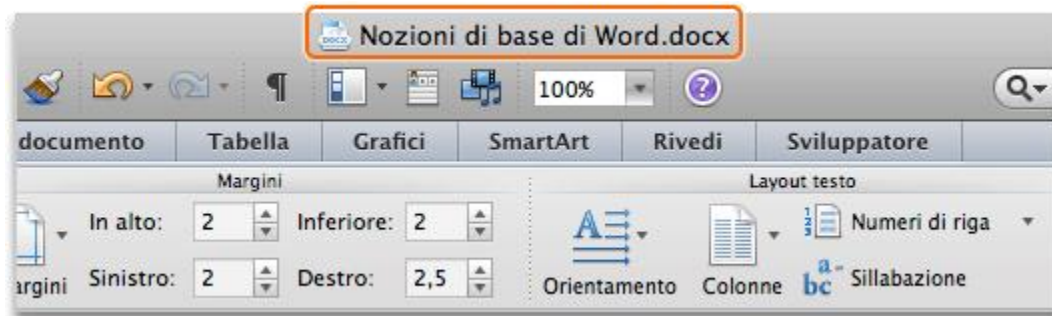 Nozioni di base di Word.docx
100%
documento Tabella Grafici SmartArt Rivedi Sviluppatore
Margini Layout testo
In alto: 2 Inferiore: 2 Numeri di riga
Sinistro: 2 Destro: 2,5 Sillabazione
Orientamento Colonne